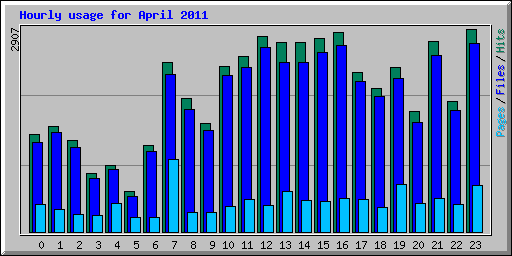 Hourly usage for April 2011
2907
Pages / Files / Hits
0 1 2 3 4 5 6 7 8 9 10 11 12 13 14 15 16 17 18 19 20 21 22 23